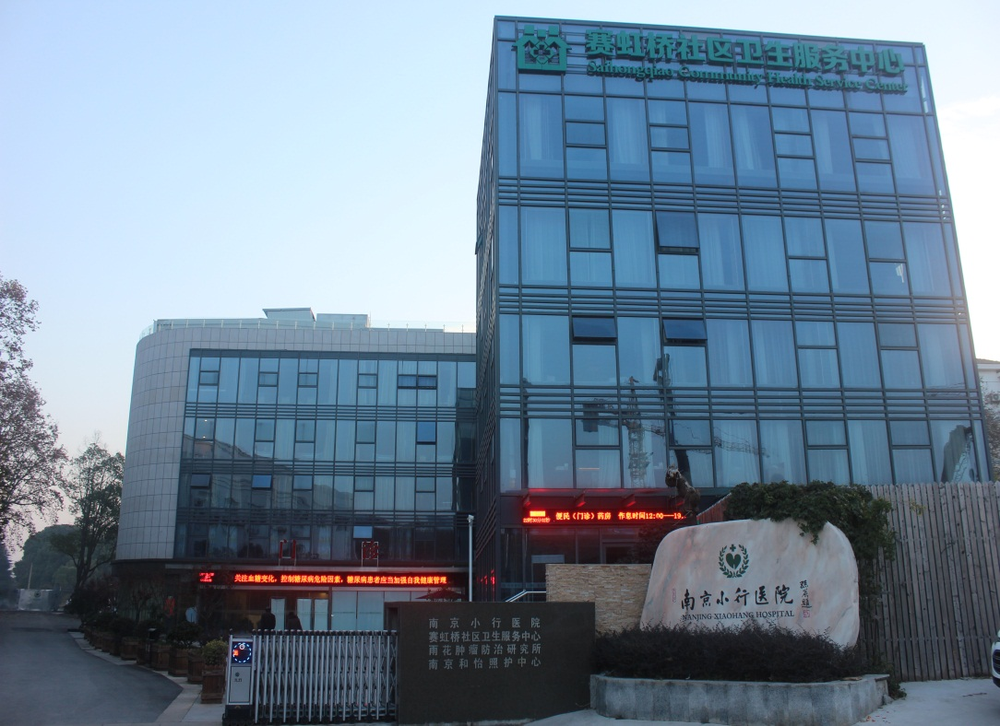 赛虹桥社区卫生服务中心
Saihongqiao Community Health Service Center
便民（门诊）药房 作息时间12:00—19
关注血糖变化，控制糖尿病危险因素，糖尿病患者应当加强自我健康管理
南京小行医院
NANJING XIAOHANG HOSPITAL
南京小行医院
赛虹桥社区卫生服务中心
雨花肿瘤防治研究所
南京和怡照护中心